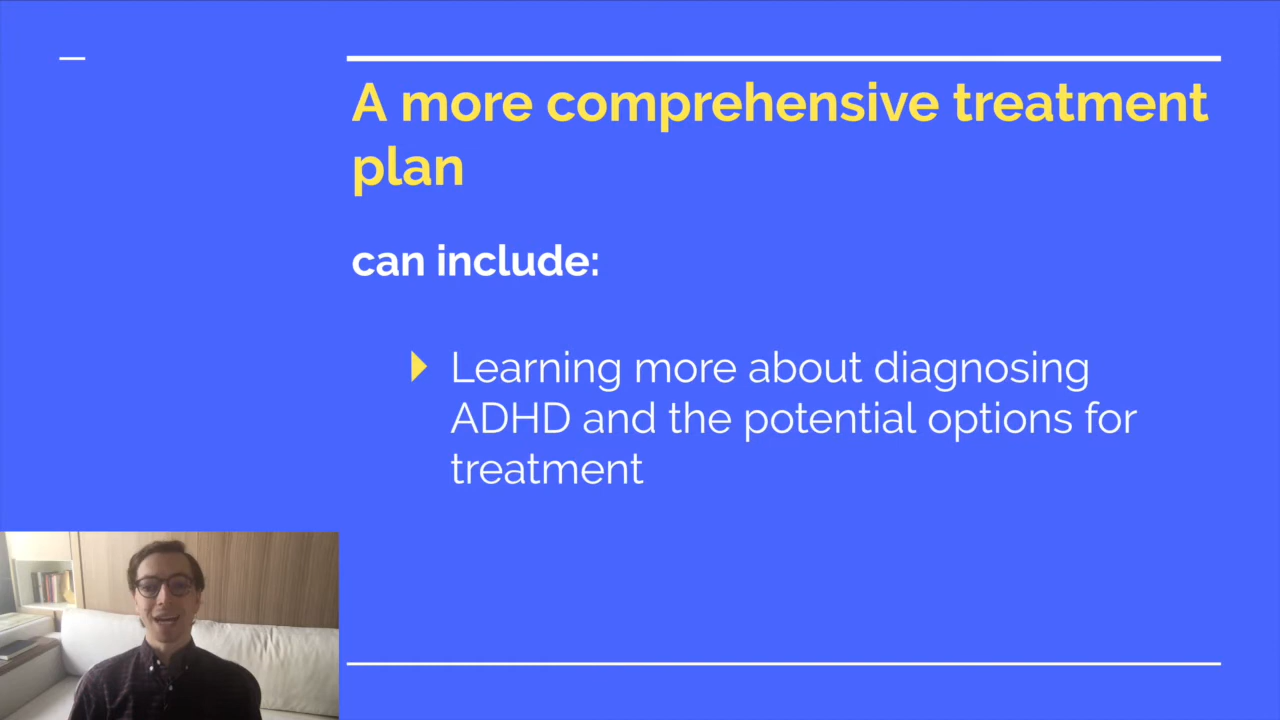 A more comprehensive treatment
plan
can include:
Learning more about diagnosing
ADHD and the potential options for
treatment